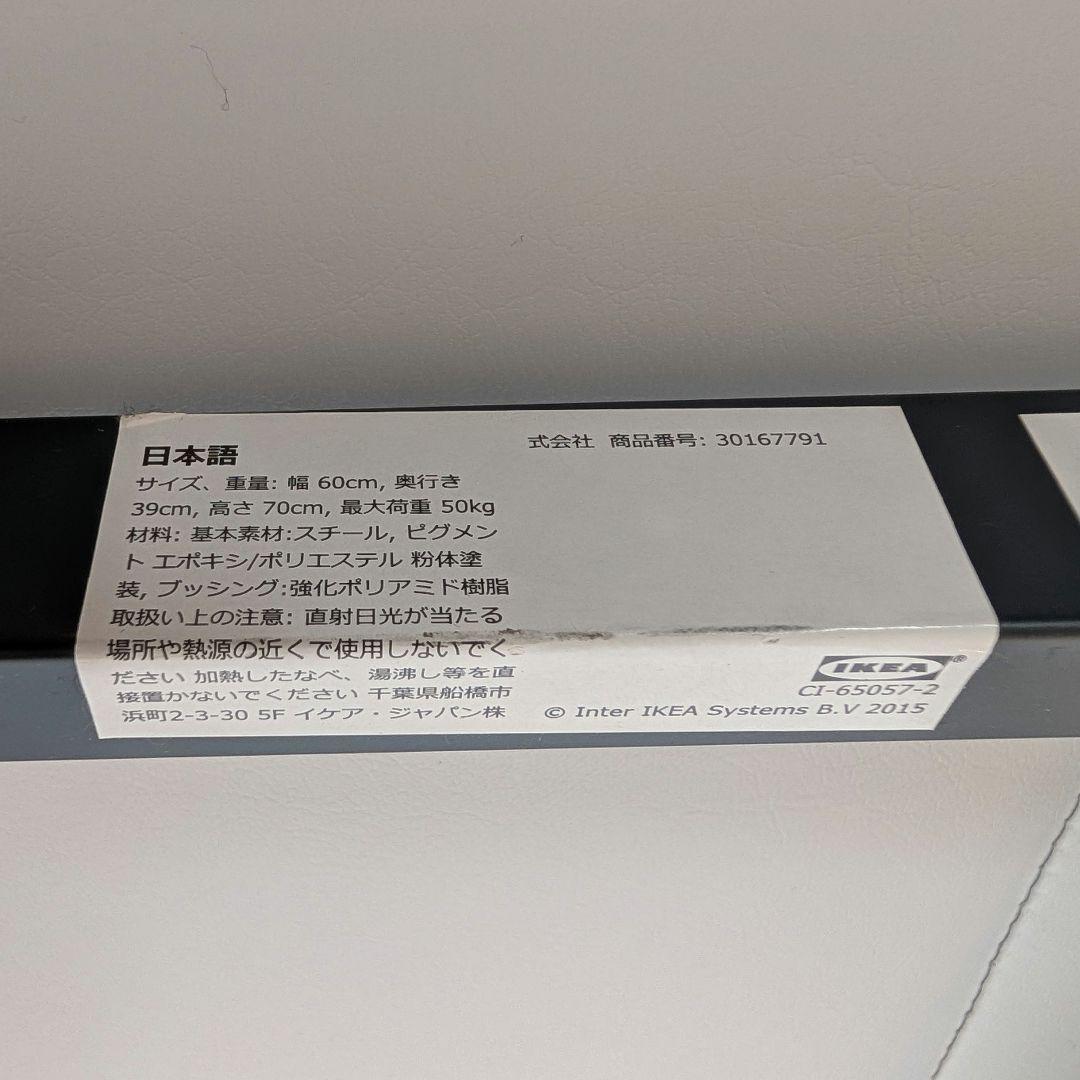 日本語
サイズ、重量: 幅 60cm, 奥行き
39cm, 高さ 70cm, 最大荷重 50kg
材料: 基本素材:スチール, ピグメン
ト エポキシ/ポリエステル 粉体塗
装, ブッシング:強化ポリアミド樹脂
取扱い上の注意: 直射日光が当たる
場所や熱源の近くで使用しないでく
ださい 加熱したなべ、湯沸し等を直
接置かないでください 千葉県船橋市
浜町2-3-30 5F イケア・ジャパン株
式会社 商品番号: 30167791
IKEA®
CI-65057-2
© Inter IKEA Systems B.V 2015